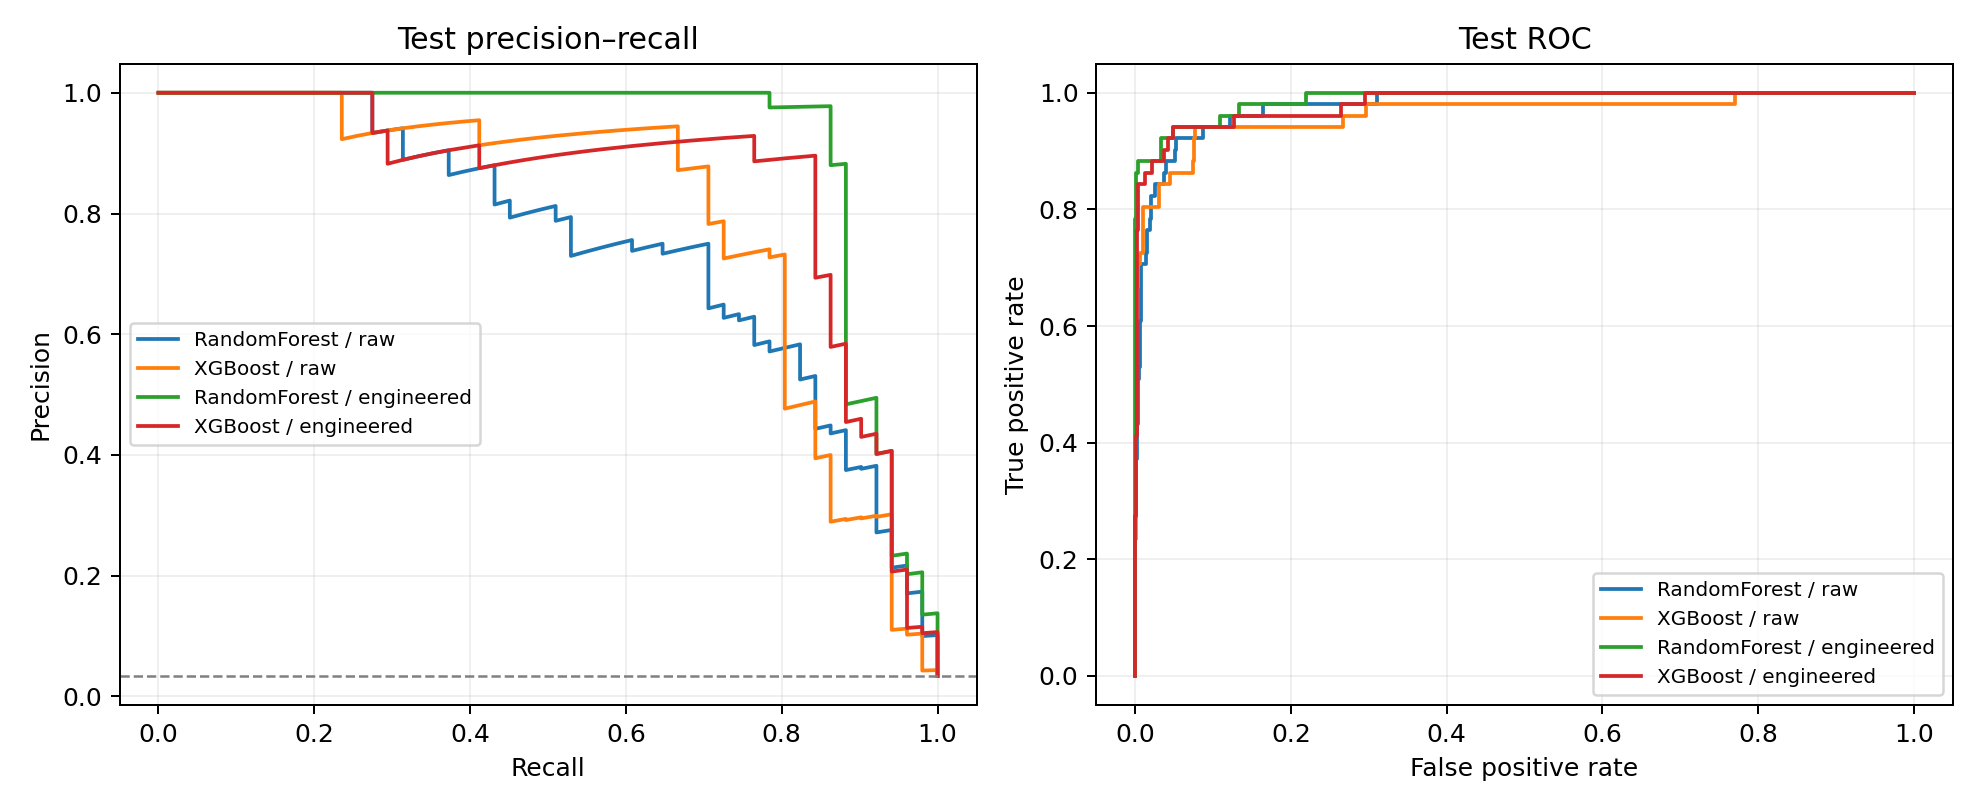 Test precision–recall
Precision
1.0
0.8
0.6
0.4
0.2
0.0
RandomForest / raw
XGBoost / raw
RandomForest / engineered
XGBoost / engineered
0.0 0.2 0.4 0.6 0.8 1.0
Recall
Test ROC
True positive rate
1.0
0.8
0.6
0.4
0.2
0.0
RandomForest / raw
XGBoost / raw
RandomForest / engineered
XGBoost / engineered
0.0 0.2 0.4 0.6 0.8 1.0
False positive rate